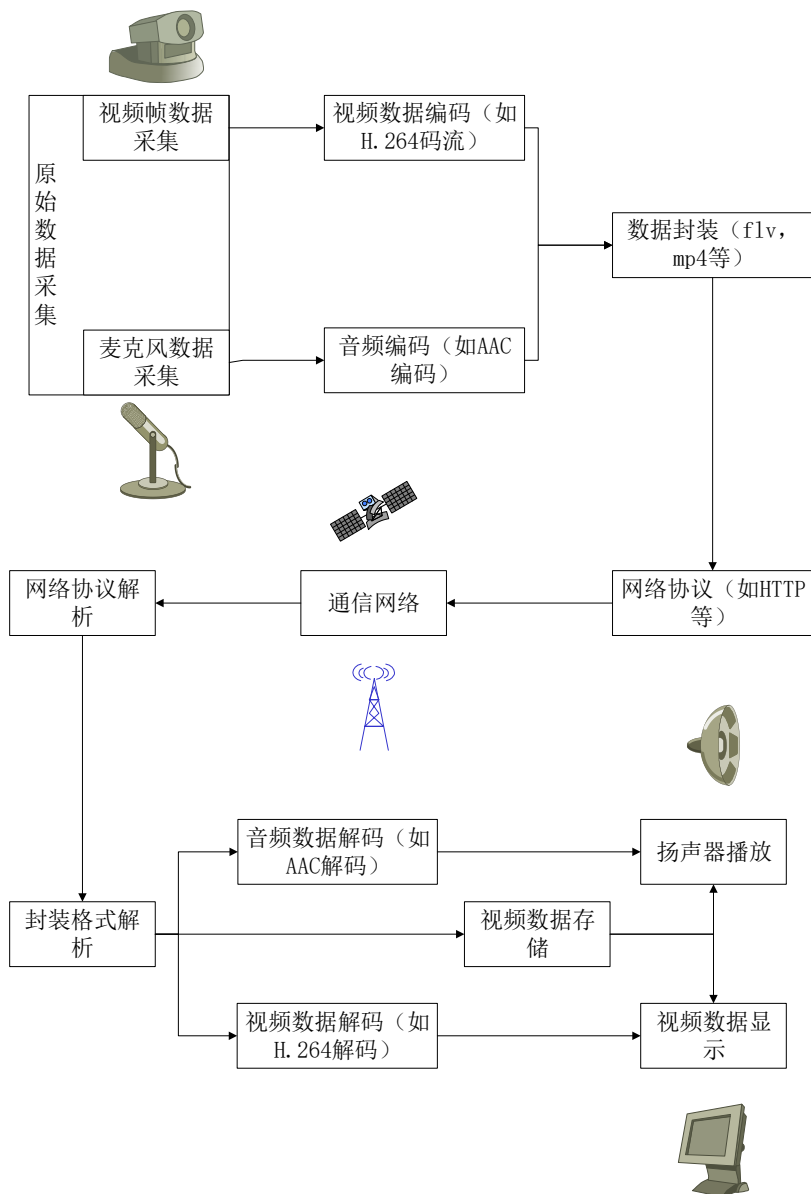 视频帧数据
采集
视频数据编码（如
H.264码流）
原
始
数
据
采
集
数据封装（flv，
mp4等）
麦克风数据
采集
音频编码（如AAC
编码）
网络协议解
析
通信网络
网络协议（如HTTP
等）
音频数据解码（如
AAC解码）
扬声器播放
封装格式解
析
视频数据存
储
视频数据解码（如
H.264解码）
视频数据显
示